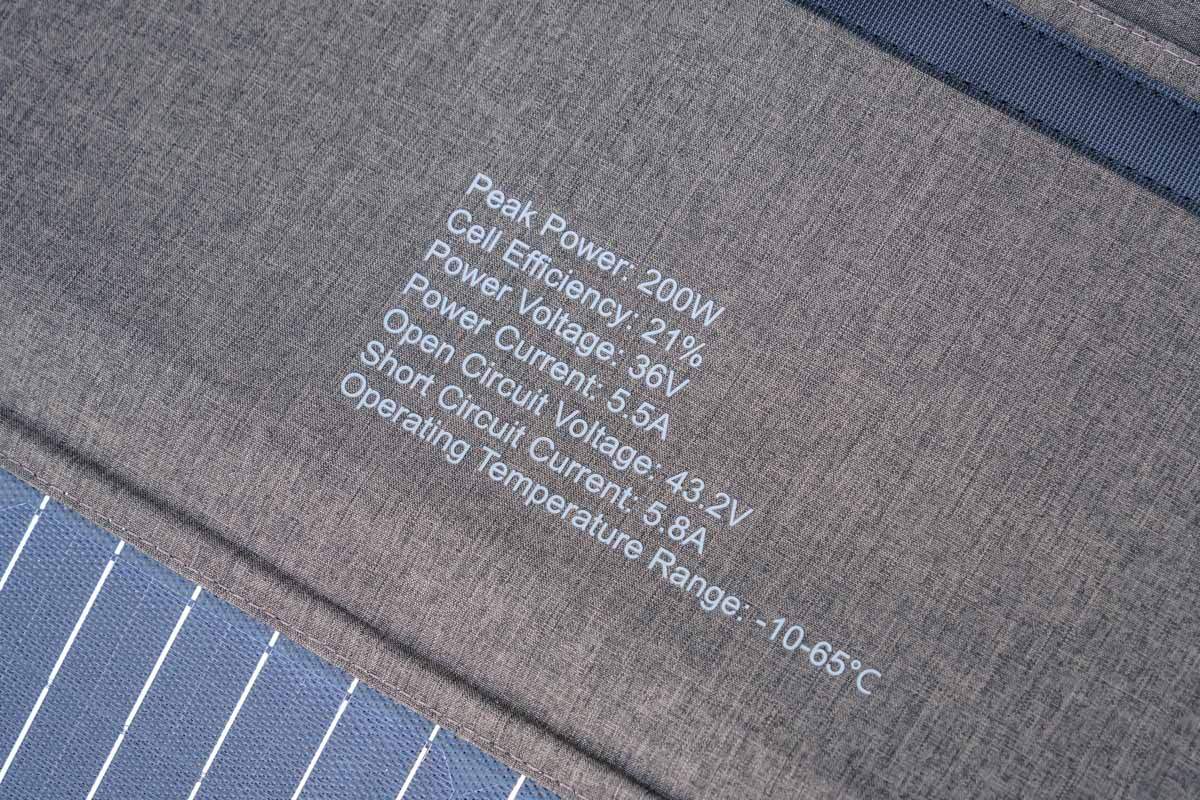 Peak Power: 200W
Cell Efficiency: 21%
Power Voltage: 36V
Power Current: 5.5A
Open Circuit Voltage: 43.2V
Short Circuit Current: 5.8A
Operating Temperature Range: -10-65℃